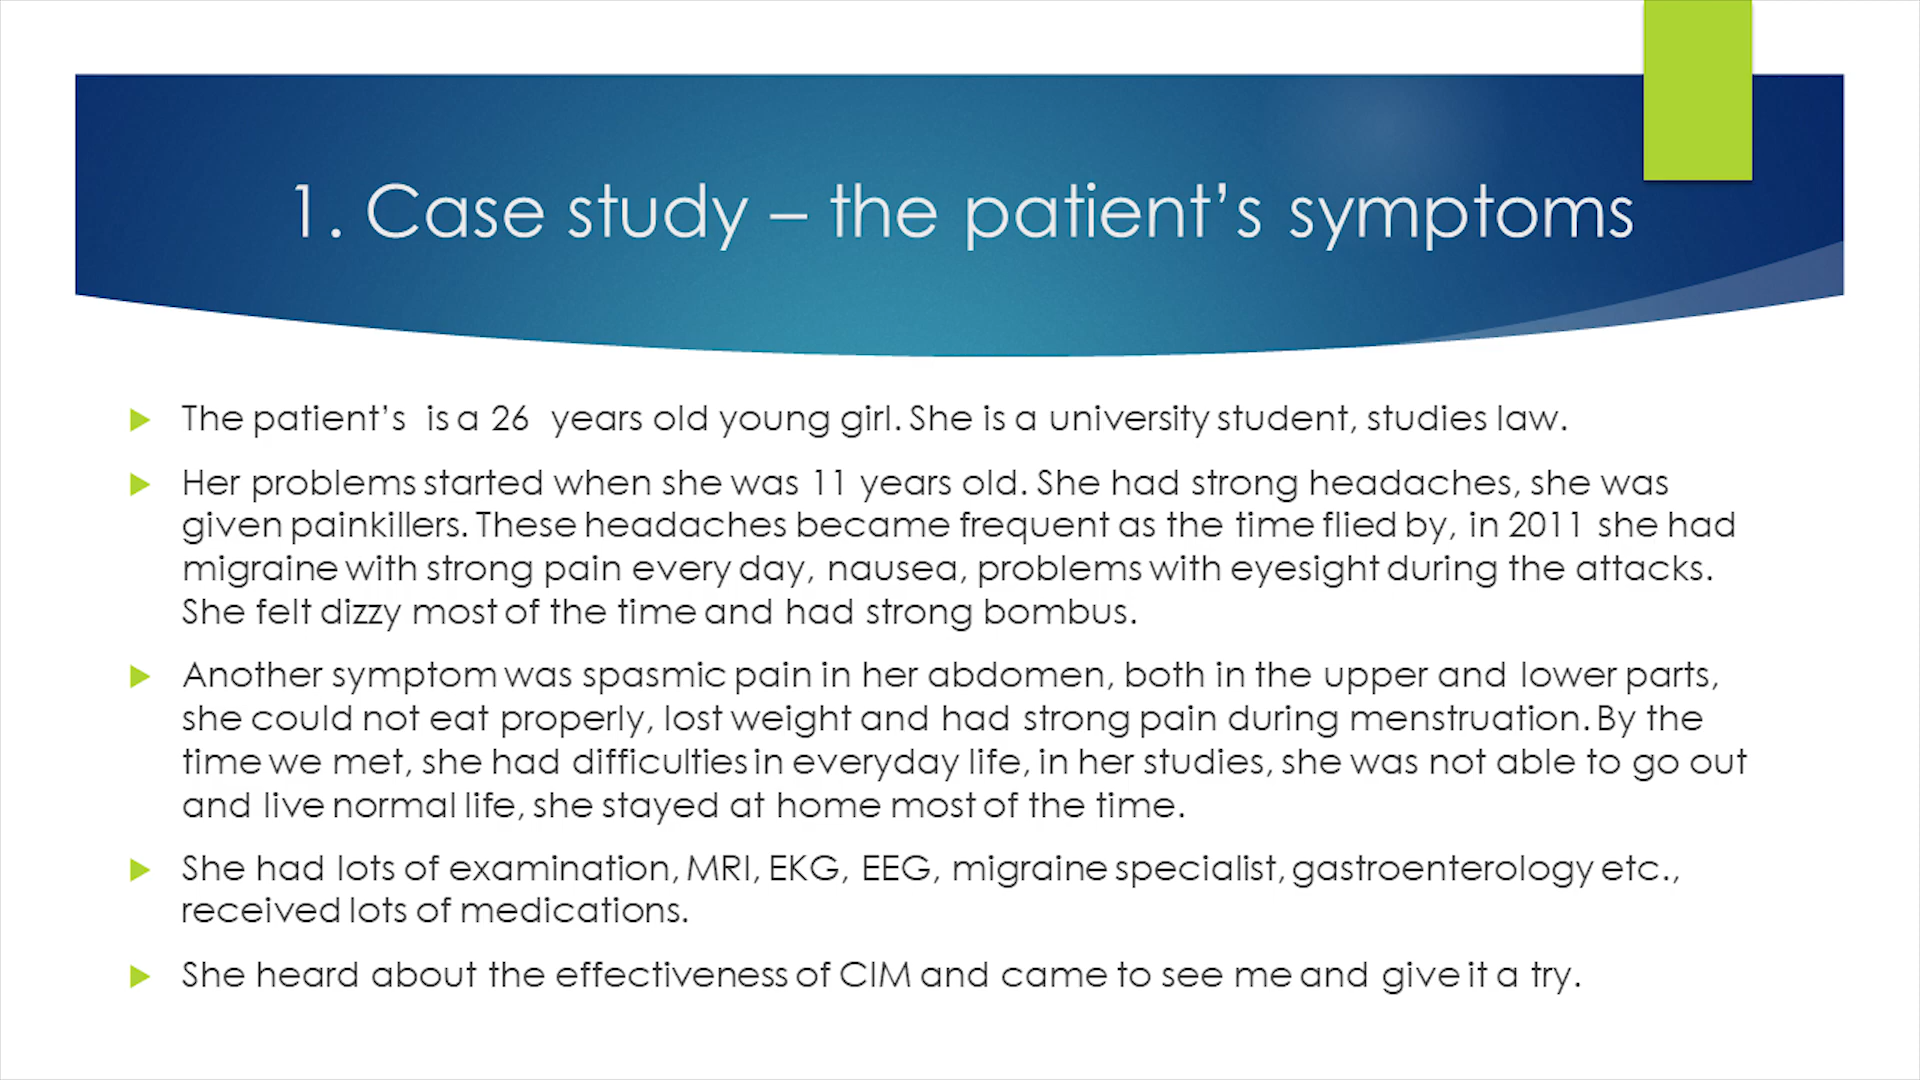 1. Case study – the patient’s symptoms
The patient’s is a 26 years old young girl. She is a university student, studies law.
Her problems started when she was 11 years old. She had strong headaches, she was
given painkillers. These headaches became frequent as the time flied by, in 2011 she had
migraine with strong pain every day, nausea, problems with eyesight during the attacks.
She felt dizzy most of the time and had strong bombus.
Another symptom was spasmic pain in her abdomen, both in the upper and lower parts,
she could not eat properly, lost weight and had strong pain during menstruation. By the
time we met, she had difficulties in everyday life, in her studies, she was not able to go out
and live normal life, she stayed at home most of the time.
She had lots of examination, MRI, EKG, EEG, migraine specialist, gastroenterology etc.,
received lots of medications.
She heard about the effectiveness of CIM and came to see me and give it a try.